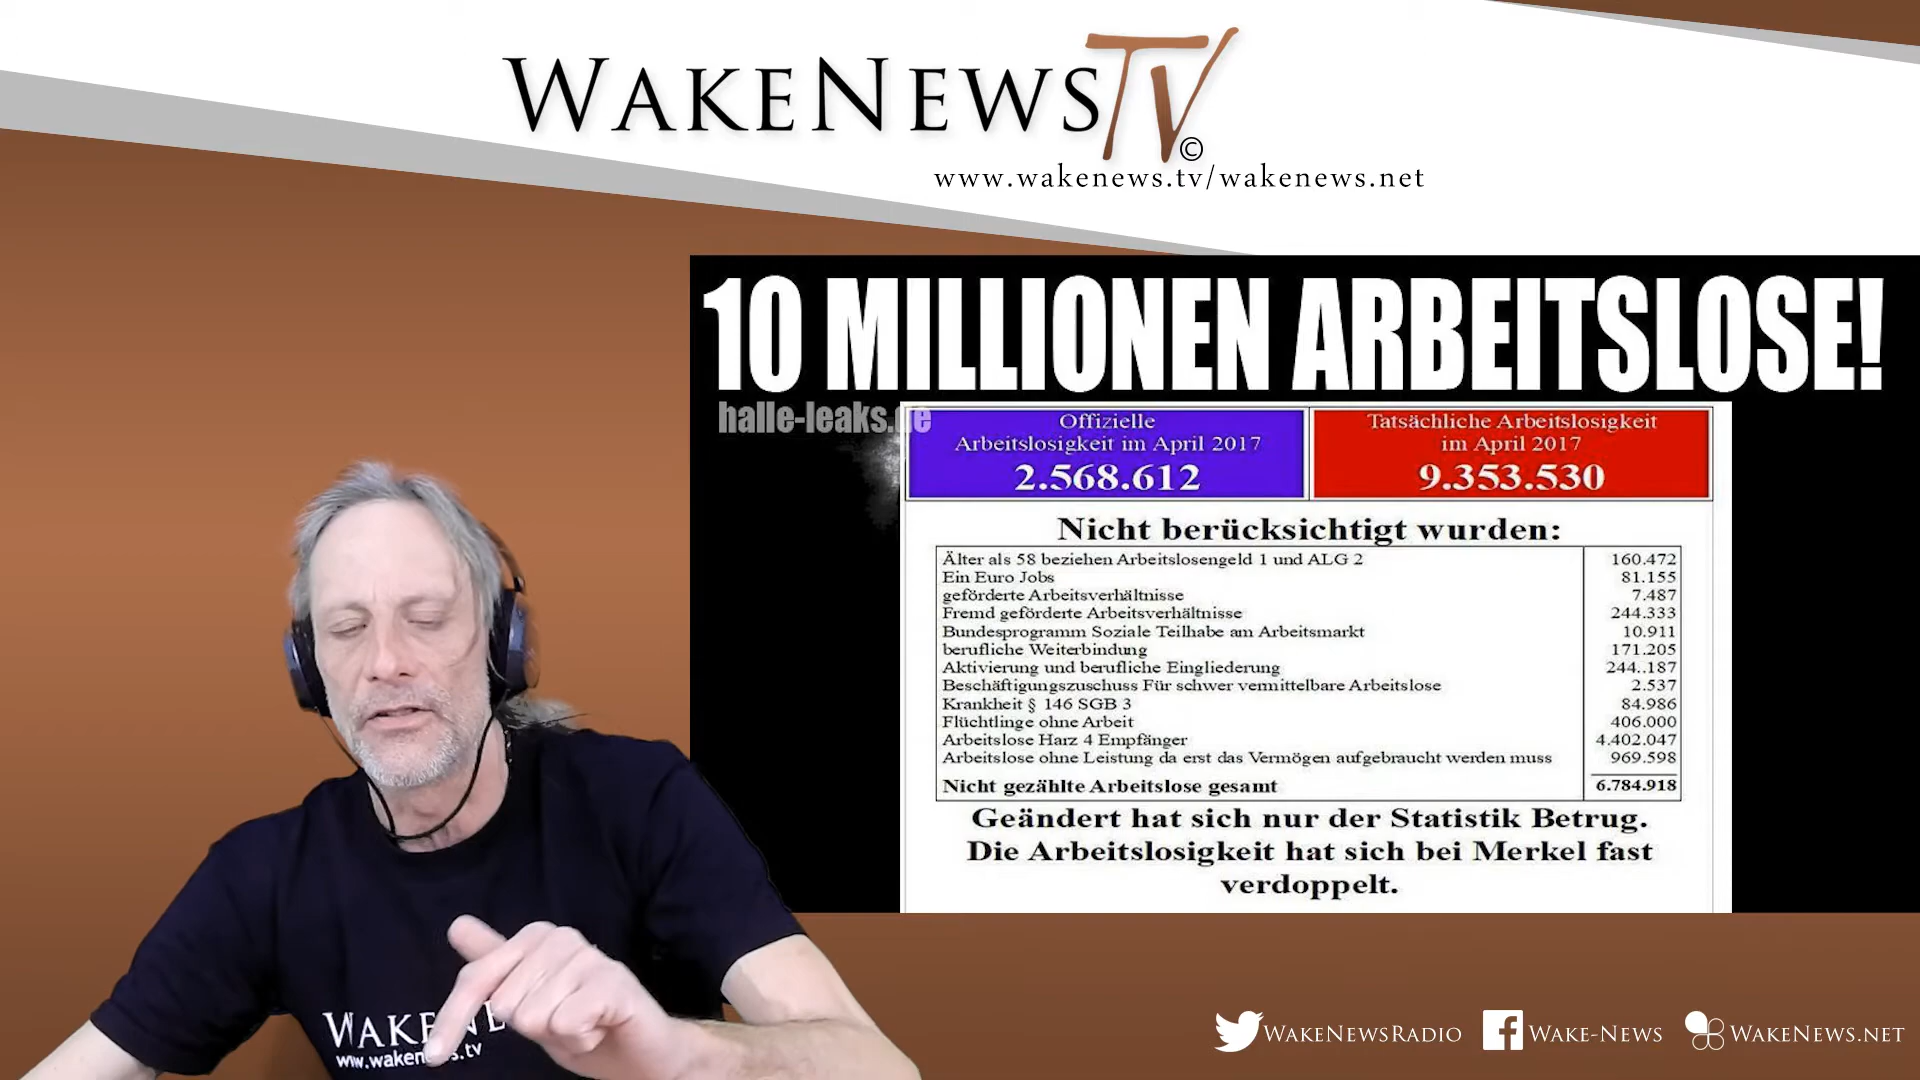 WAKENEWSTV©
www.wakenews.tv/wakenews.net
10 MILLIONEN ARBEITSLOSE!
halle-leaks.de
Offizielle
Arbeitslosigkeit im April 2017
2.568.612
Tatsächliche Arbeitslosigkeit
im April 2017
9.353.530
Nicht berücksichtigt wurden:
Älter als 58 beziehen Arbeitslosengeld 1 und ALG 2 160.472
Ein Euro Jobs 81.155
geförderte Arbeitsverhältnisse 7.487
Fremd geförderte Arbeitsverhältnisse 244.333
Bundesprogramm Soziale Teilhabe am Arbeitsmarkt 10.911
berufliche Weiterbindung 171.205
Aktivierung und berufliche Eingliederung 244..187
Beschäftigungszuschuss Für schwer vermittelbare Arbeitslose 2.537
Krankheit § 146 SGB 3 84.986
Flüchtlinge ohne Arbeit 406.000
Arbeitslose Harz 4 Empfänger 4.402.047
Arbeitslose ohne Leistung da erst das Vermögen aufgebraucht werden muss 969.598
Nicht gezählte Arbeitslose gesamt 6.784.918
Geändert hat sich nur der Statistik Betrug.
Die Arbeitslosigkeit hat sich bei Merkel fast
verdoppelt.
WAKENE
www.wakens.tv
WAKENEWSRADIO
WAKE-NEWS
WAKENEWS.NET